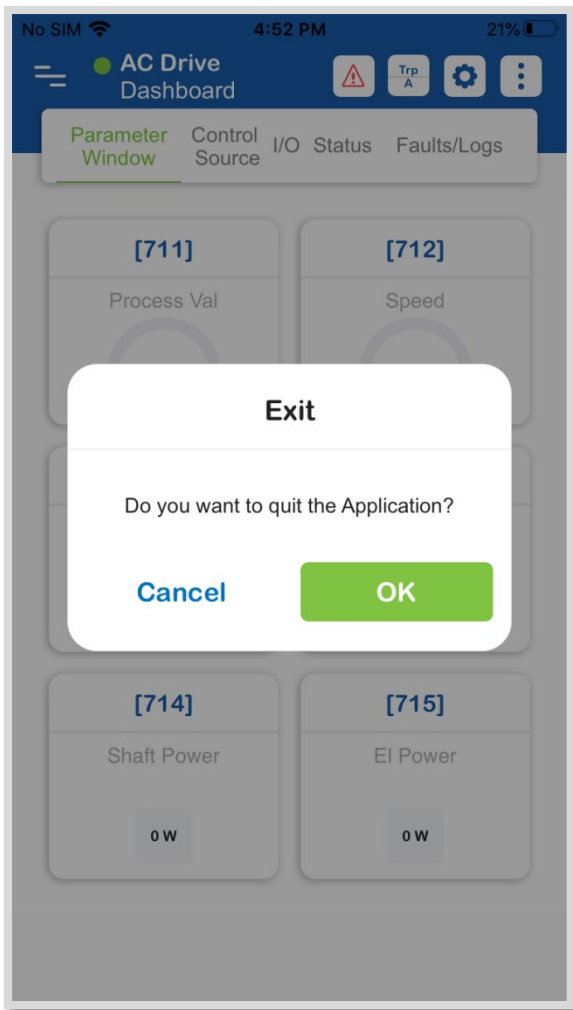 No SIM 4:52 PM 21%
AC Drive
Dashboard
Trp
A
Parameter Window
Control Source
I/O
Status
Faults/Logs
[711] [712]
Process Val Speed
Exit
Do you want to quit the Application?
Cancel OK
[714] [715]
Shaft Power El Power
0 W 0 W